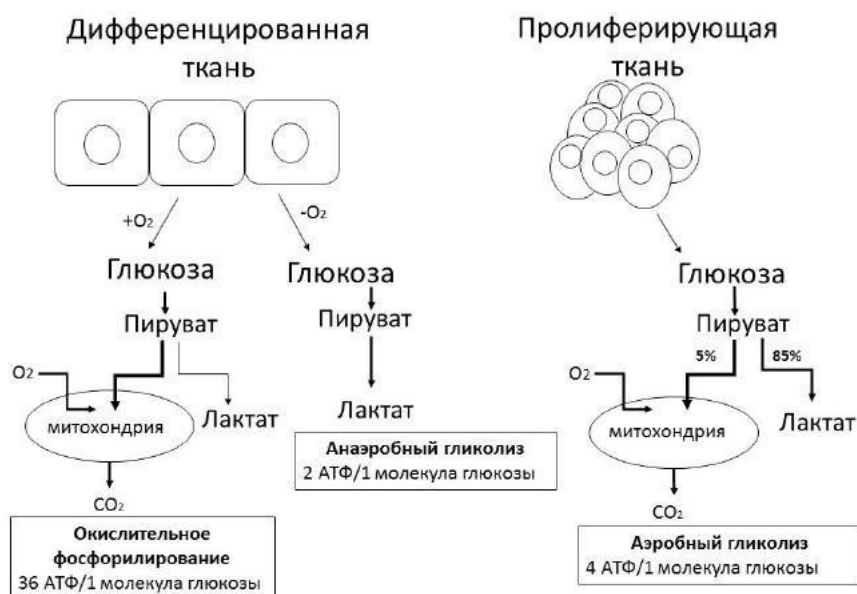 Дифференцированная
ткань
+O₂
-O₂
Глюкоза
Пируват
O₂
митохондрия
Лактат
CO₂
Окислительное
фосфорилирование
36 АТФ/1 молекула глюкозы
Глюкоза
Пируват
Лактат
Анаэробный гликолиз
2 АТФ/1 молекула глюкозы
Пролиферирующая
ткань
Глюкоза
Пируват
5%
85%
O₂
митохондрия
Лактат
CO₂
Аэробный гликолиз
4 АТФ/1 молекула глюкозы